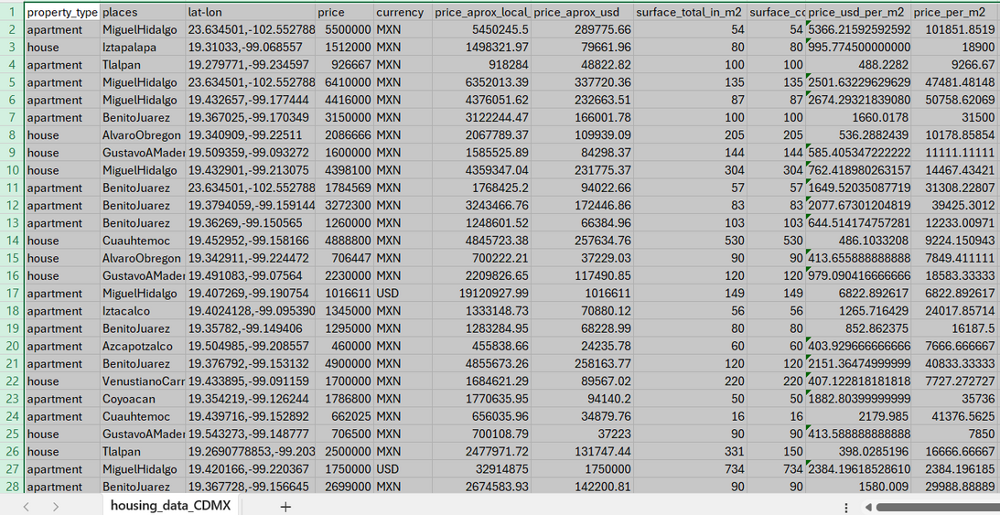 1 property_type places lat-lon price currency price_aprox_local_ price_aprox_usd surface_total_in_m2 surface_cc price_usd_per_m2 price_per_m2
2 apartment MiguelHidalgo 23.634501,-102.552788 5500000 MXN 5450245.5 289775.66 54 54 5366.21592592592 101851.8519
3 house Iztapalapa 19.31033,-99.068557 1512000 MXN 1498321.97 79661.96 80 80 995.774500000000 18900
4 apartment Tlalpan 19.279771,-99.234597 926667 MXN 918284 48822.82 100 100 488.2282 9266.67
5 apartment MiguelHidalgo 23.634501,-102.552788 6410000 MXN 6352013.39 337720.36 135 135 2501.63229629629 47481.48148
6 apartment MiguelHidalgo 19.432657,-99.177444 4416000 MXN 4376051.62 232663.51 87 87 2674.29321839080 50758.62069
7 apartment BenitoJuarez 19.367025,-99.170349 3150000 MXN 3122244.47 166001.78 100 100 1660.0178 31500
8 house AlvaroObregon 19.340909,-99.22511 2086666 MXN 2067789.37 109939.09 205 205 536.2882439 10178.85854
9 house GustavoAMader 19.509359,-99.093272 1600000 MXN 1585525.89 84298.37 144 144 585.405347222222 11111.11111
10 house MiguelHidalgo 19.432901,-99.213075 4398100 MXN 4359347.04 231775.37 304 304 762.418980263157 14467.43421
11 apartment BenitoJuarez 23.634501,-102.552788 1784569 MXN 1768425.2 94022.66 57 57 1649.52035087719 31308.22807
12 apartment BenitoJuarez 19.3794059,-99.159144 3272300 MXN 3243466.76 172446.86 83 83 2077.67301204819 39425.3012
13 apartment BenitoJuarez 19.36269,-99.150565 1260000 MXN 1248601.52 66384.96 103 103 644.514174757281 12233.00971
14 house Cuauhtemoc 19.452952,-99.158166 4888800 MXN 4845723.38 257634.76 530 530 486.1033208 9224.150943
15 house AlvaroObregon 19.342911,-99.224472 706447 MXN 700222.21 37229.03 90 90 413.655888888888 7849.411111
16 house GustavoAMader 19.491083,-99.07564 2230000 MXN 2209826.65 117490.85 120 120 979.090416666666 18583.33333
17 apartment MiguelHidalgo 19.407269,-99.190754 1016611 USD 19120927.99 1016611 149 149 6822.892617 6822.892617
18 apartment Iztacalco 19.4024128,-99.095390 1345000 MXN 1333148.73 70880.12 56 56 1265.716429 24017.85714
19 apartment BenitoJuarez 19.35782,-99.149406 1295000 MXN 1283284.95 68228.99 80 80 852.862375 16187.5
20 apartment Azcapotzalco 19.504985,-99.208557 460000 MXN 455838.66 24235.78 60 60 403.929666666666 7666.666667
21 apartment BenitoJuarez 19.376792,-99.153132 4900000 MXN 4855673.26 258163.77 120 120 2151.36474999999 40833.33333
22 house VenustianoCarr 19.433895,-99.091159 1700000 MXN 1684621.29 89567.02 220 220 407.122818181818 7727.272727
23 apartment Coyoacan 19.354219,-99.126244 1786800 MXN 1770635.95 94140.2 50 50 1882.80399999999 35736
24 apartment Cuauhtemoc 19.439716,-99.152892 662025 MXN 656035.96 34879.76 16 16 2179.985 41376.5625
25 house GustavoAMader 19.543273,-99.148777 706500 MXN 700108.79 37223 90 90 413.588888888888 7850
26 house Tlalpan 19.2690778853,-99.203 2500000 MXN 2477971.72 131747.44 331 150 398.0285196 16666.66667
27 apartment MiguelHidalgo 19.420166,-99.220367 1750000 USD 32914875 1750000 734 734 2384.19618528610 2384.196185
28 apartment BenitoJuarez 19.367728,-99.156645 2699000 MXN 2674583.93 142200.81 90 90 1580.009 29988.88889
housing_data_CDMX